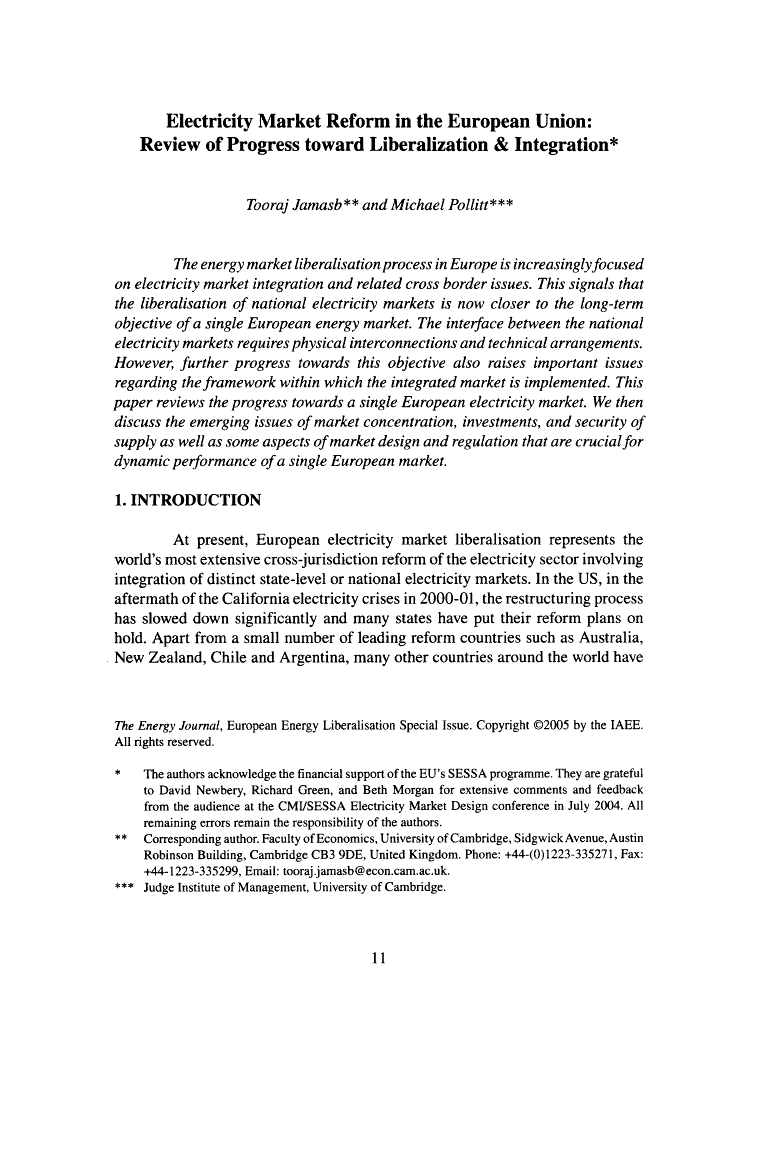 Electricity Market Reform in the European Union:
Review of Progress toward Liberalization & Integration*
Tooraj Jamasb** and Michael Pollitt***
The energy market liberalisation process in Europe is increasingly focused
on electricity market integration and related cross border issues. This signals that
the liberalisation of national electricity markets is now closer to the long-term
objective of a single European energy market. The interface between the national
electricity markets requires physical interconnections and technical arrangements.
However, further progress towards this objective also raises important issues
regarding the framework within which the integrated market is implemented. This
paper reviews the progress towards a single European electricity market. We then
discuss the emerging issues of market concentration, investments, and security of
supply as well as some aspects of market design and regulation that are crucial for
dynamic performance of a single European market.
1. INTRODUCTION
At present, European electricity market liberalisation represents the
world's most extensive cross-jurisdiction reform of the electricity sector involving
integration of distinct state-level or national electricity markets. In the US, in the
aftermath of the California electricity crises in 2000-01, the restructuring process
has slowed down significantly and many states have put their reform plans on
hold. Apart from a small number of leading reform countries such as Australia,
New Zealand, Chile and Argentina, many other countries around the world have
The Energy Journal, European Energy Liberalisation Special Issue. Copyright ©2005 by the IAEE.
All rights reserved.
* The authors acknowledge the financial support of the EU's SESSA programme. They are grateful
to David Newbery, Richard Green, and Beth Morgan for extensive comments and feedback
from the audience at the CMI/SESSA Electricity Market Design conference in July 2004. All
remaining errors remain the responsibility of the authors.
** Corresponding author. Faculty of Economics, University of Cambridge, Sidgwick Avenue, Austin
Robinson Building, Cambridge CB3 9DE, United Kingdom. Phone: +44-(0)1223-335271, Fax:
+44-1223-335299, Email: tooraj.jamasb@econ.cam.ac.uk.
*** Judge Institute of Management, University of Cambridge.
11